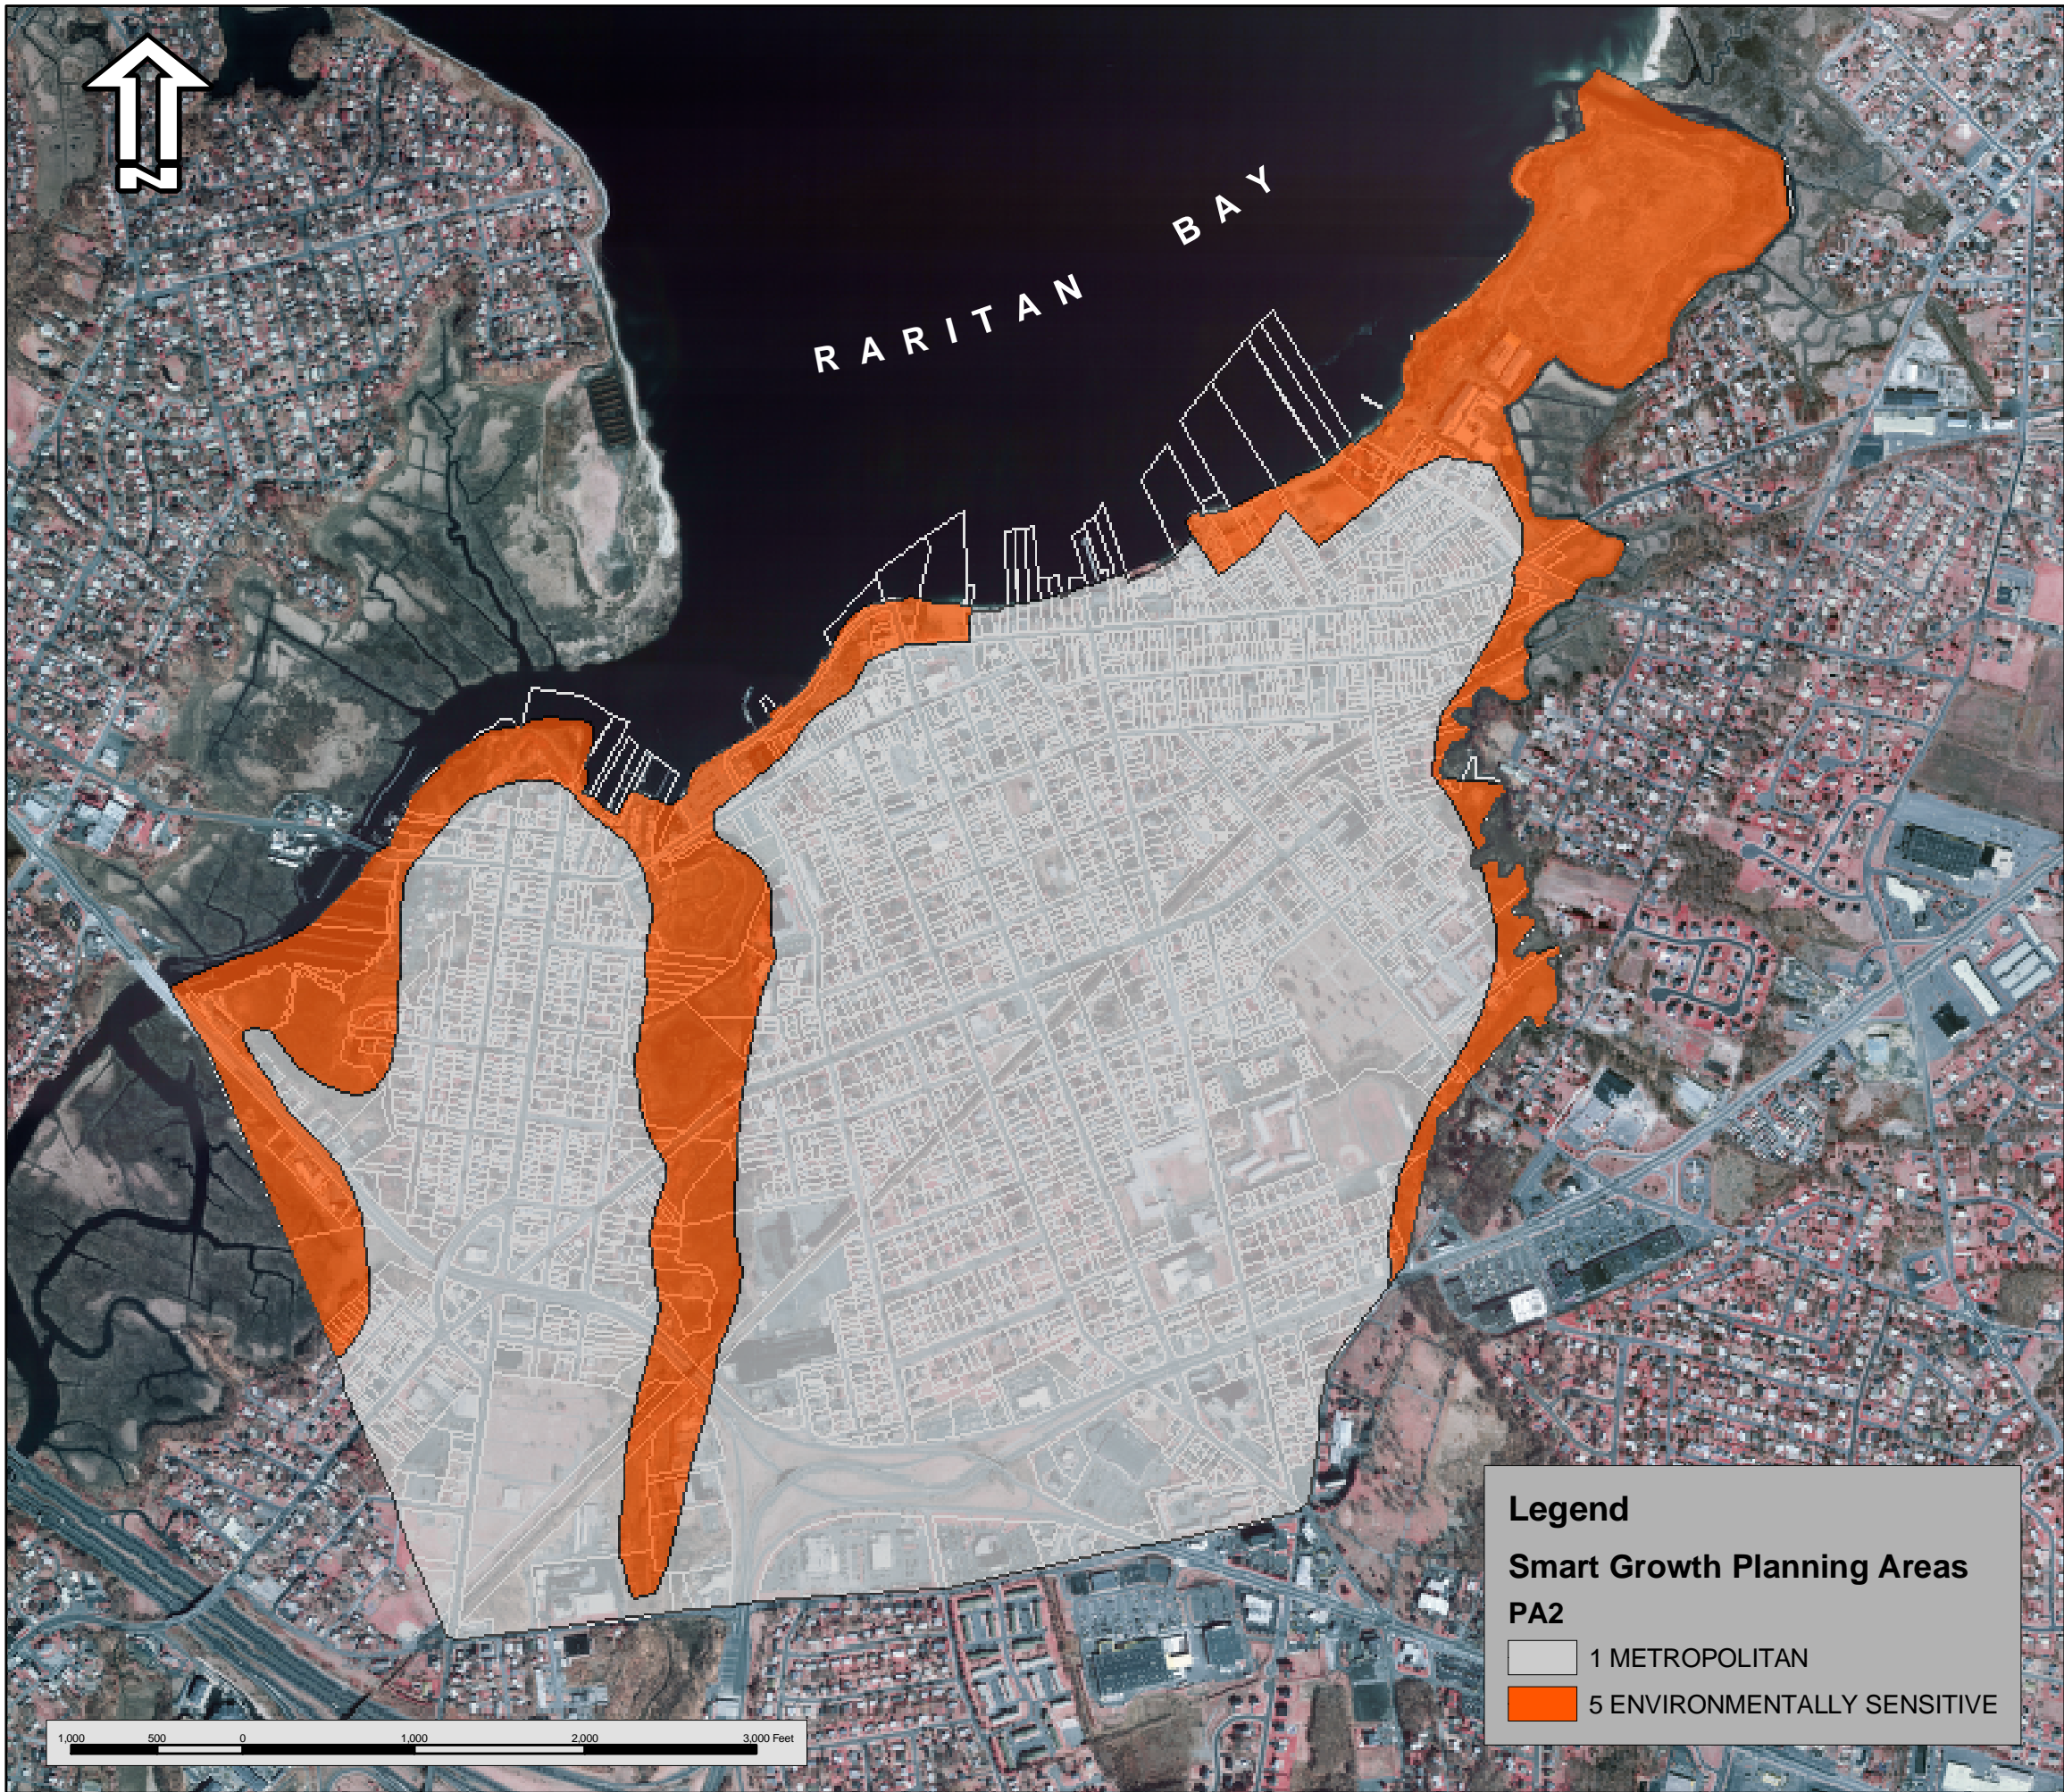 N
RARITAN BAY
Legend
Smart Growth Planning Areas
PA2
1 METROPOLITAN
5 ENVIRONMENTALLY SENSITIVE
1,000 500 0 1,000 2,000 3,000 Feet